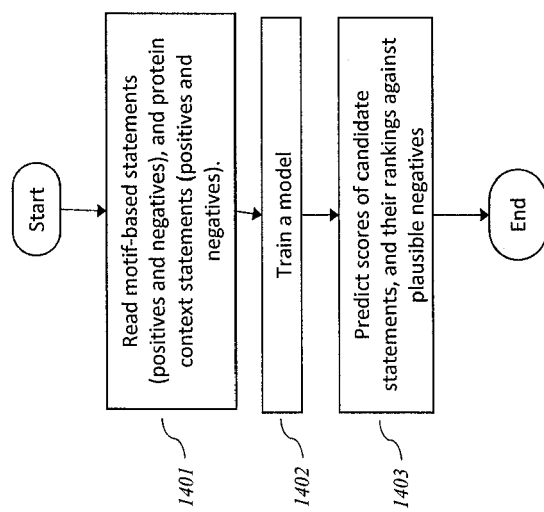 Start
Read motif-based statements
(positives and negatives), and protein
context statements (positives and
negatives).
1401
Train a model
1402
Predict scores of candidate
statements, and their rankings against
plausible negatives
1403
End